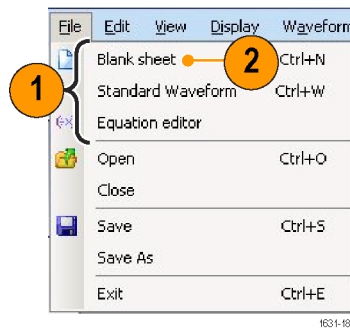 File Edit View Display Waveform
1
2
Blank sheet Ctrl+N
Standard Waveform Ctrl+W
Equation editor
Open Ctrl+O
Close
Save Ctrl+S
Save As
Exit Ctrl+E
1631-18